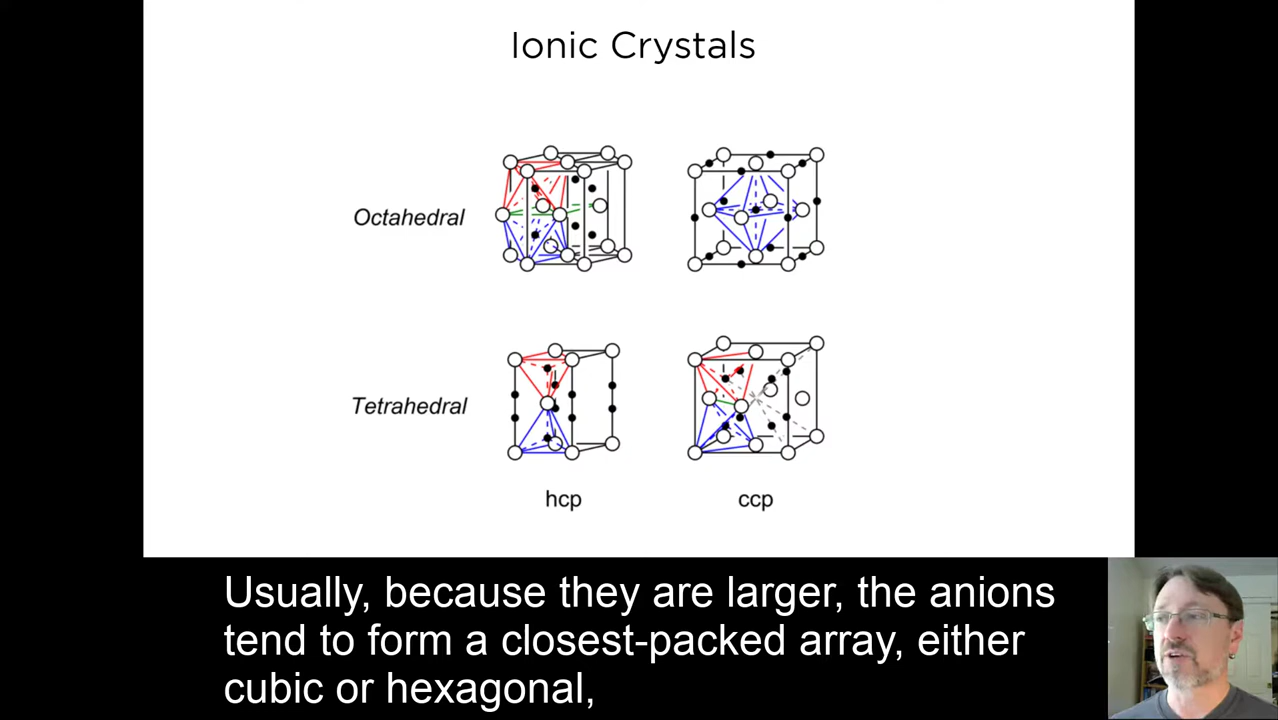 Ionic Crystals
Octahedral
Tetrahedral
hcp
ccp
Usually, because they are larger, the anions
tend to form a closest-packed array, either
cubic or hexagonal,